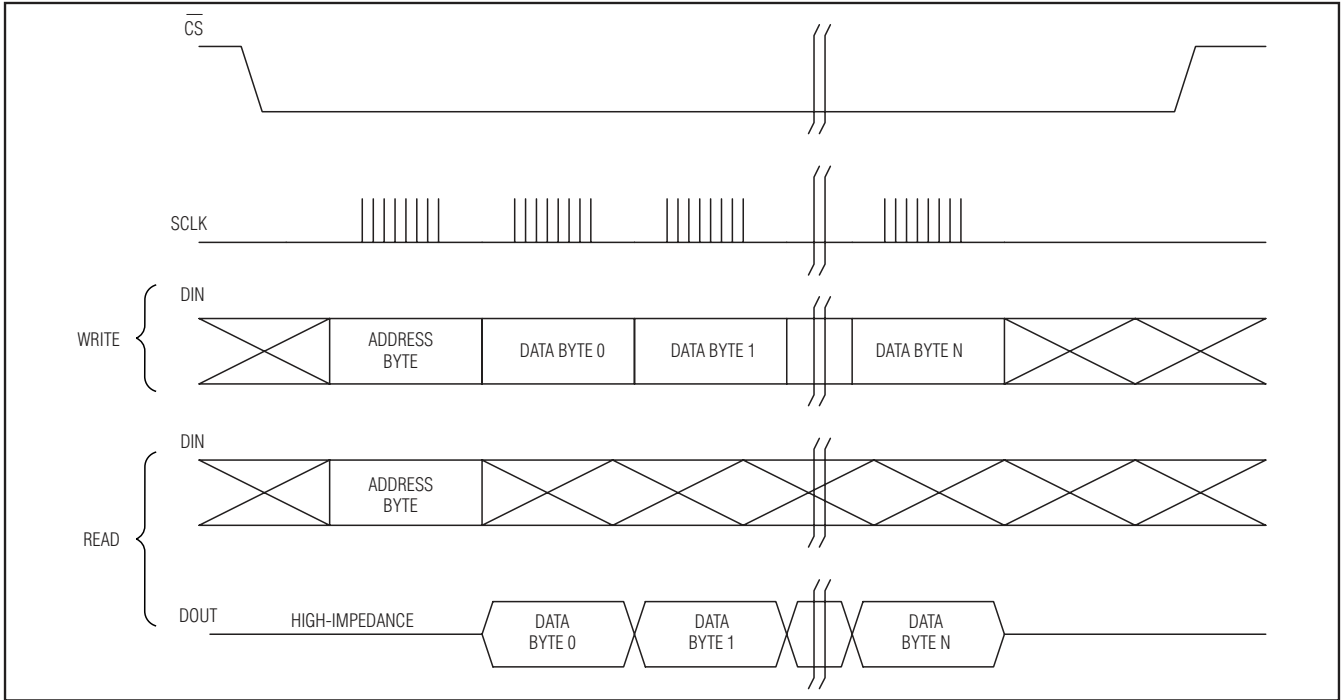 CS
SCLK
DIN
WRITE
ADDRESS
BYTE
DATA BYTE 0
DATA BYTE 1
DATA BYTE N
DIN
READ
ADDRESS
BYTE
DOUT
HIGH-IMPEDANCE
DATA
BYTE 0
DATA
BYTE 1
DATA
BYTE N